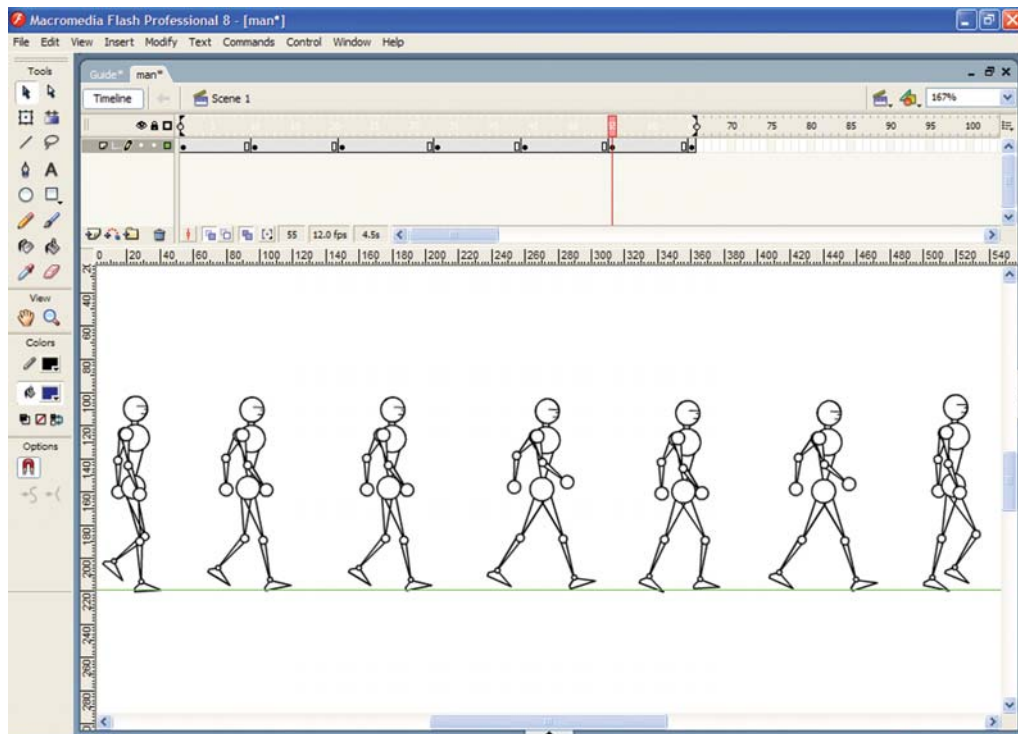 Macromedia Flash Professional 8 - [man*]
File Edit View Insert Modify Text Commands Control Window Help
Tools
Guide* man*
Timeline Scene 1 167%
70 75 80 85 90 95 100
55 12.0 fps 4.5s
0 20 40 60 80 100 120 140 160 180 200 220 240 260 280 300 320 340 360 380 400 420 440 460 480 500 520 540
View
Colors
Options
20
40
60
80
100
120
140
160
180
200
220
240
260
280